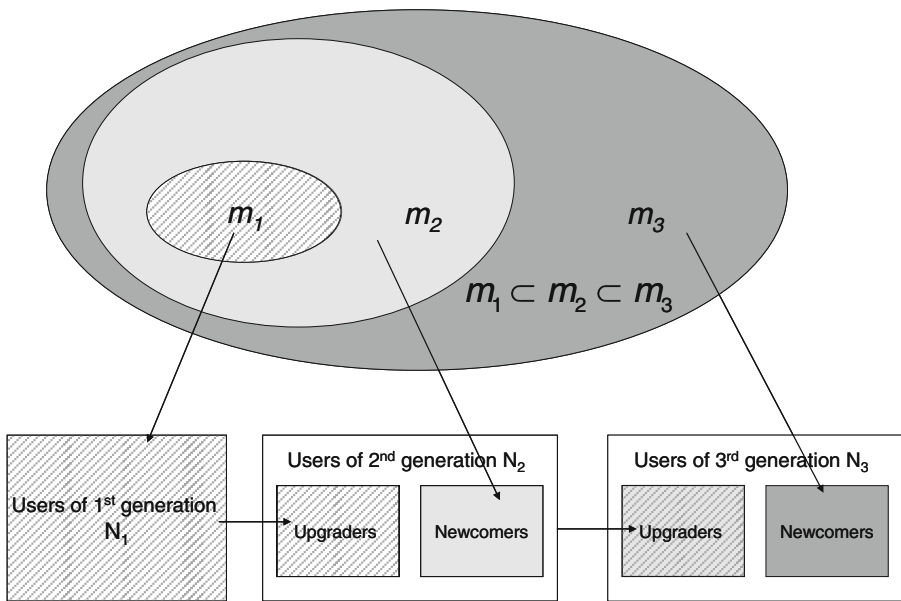 m₁
m₂
m₃
m₁ ⊂ m₂ ⊂ m₃
Users of 1ˢᵗ generation
N₁
Users of 2ⁿᵈ generation N₂
Upgraders
Newcomers
Users of 3ʳᵈ generation N₃
Upgraders
Newcomers